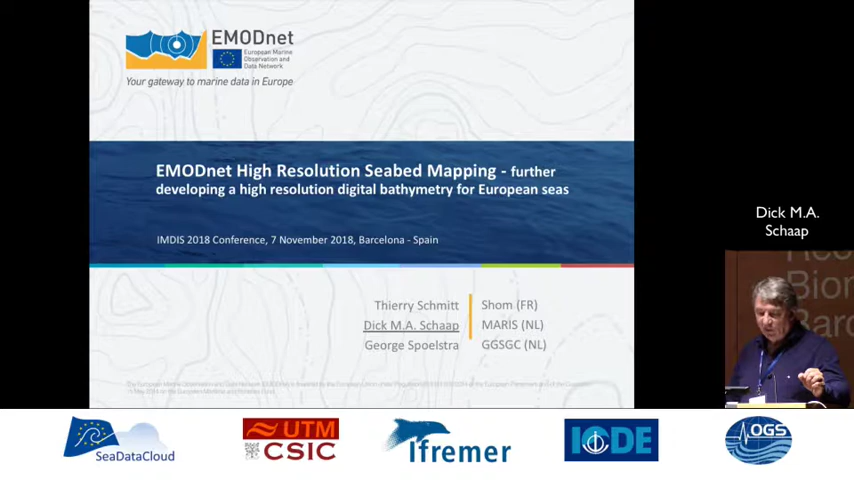 EMODnet
European Marine
Observation and
Data Network
Your gateway to marine data in Europe
EMODnet High Resolution Seabed Mapping - further
developing a high resolution digital bathymetry for European seas
IMDIS 2018 Conference, 7 November 2018, Barcelona - Spain
Thierry Schmitt Shom (FR)
Dick M.A. Schaap MARIS (NL)
George Spoelstra GGSGC (NL)
Dick M.A.
Schaap
Bio
Barc
SeaDataCloud
UTM
CSIC
Ifremer
IODE
OGS